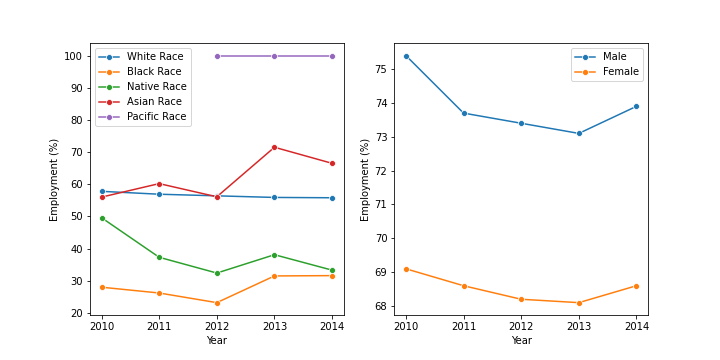 White Race
Black Race
Native Race
Asian Race
Pacific Race
100
90
80
70
60
50
40
30
20
Employment (%)
2010 2011 2012 2013 2014
Year
Male
Female
75
74
73
72
71
70
69
68
Employment (%)
2010 2011 2012 2013 2014
Year